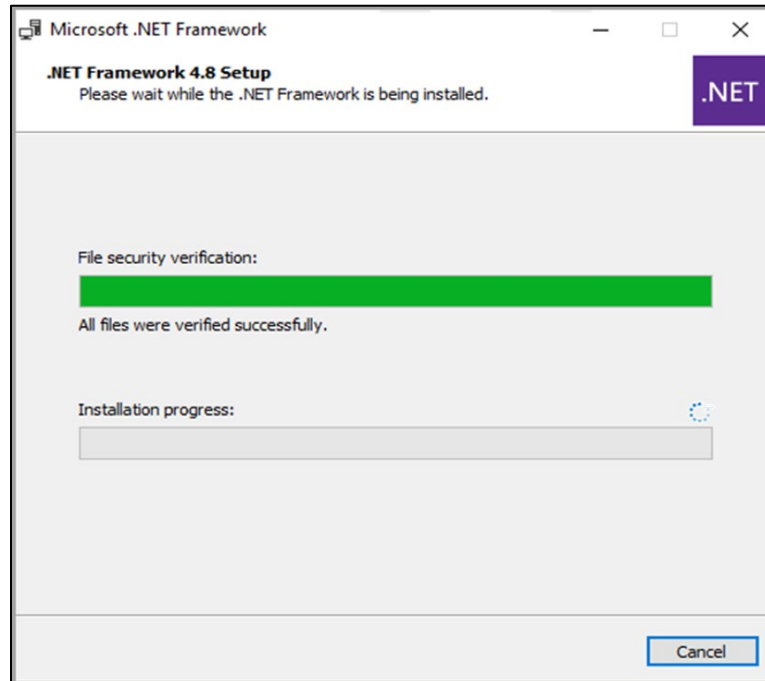 Microsoft .NET Framework
.NET Framework 4.8 Setup
Please wait while the .NET Framework is being installed.
.NET
File security verification:
All files were verified successfully.
Installation progress:
Cancel